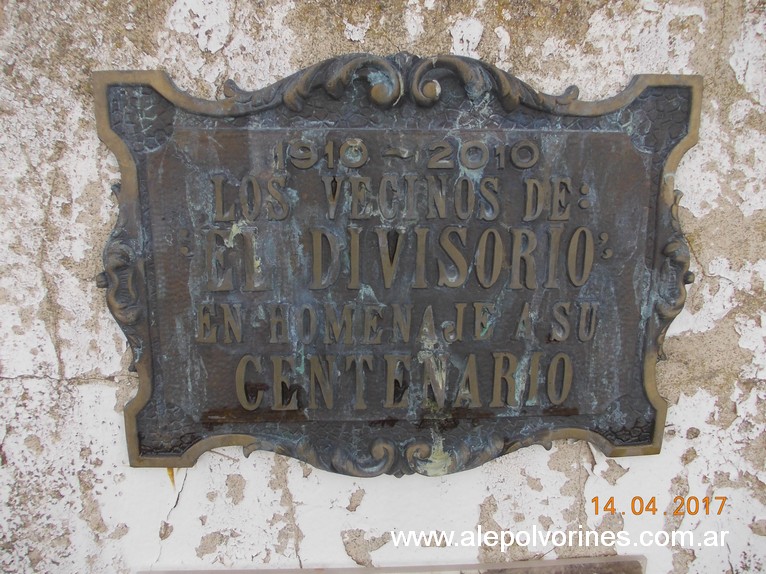 1910 - 2010
LOS VECINOS DE:
"EL DIVISORIO"
EN HOMENAJE A SU
CENTENARIO
14.04.2017
www.alepolvorines.com.ar